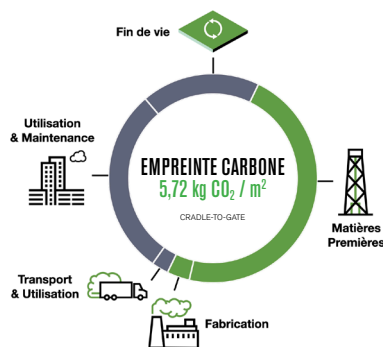 Fin de vie
Utilisation
& Maintenance
EMPREINTE CARBONE
5,72 kg CO₂ / m²
CRADLE-TO-GATE
Matières
Premières
Transport
& Utilisation
Fabrication